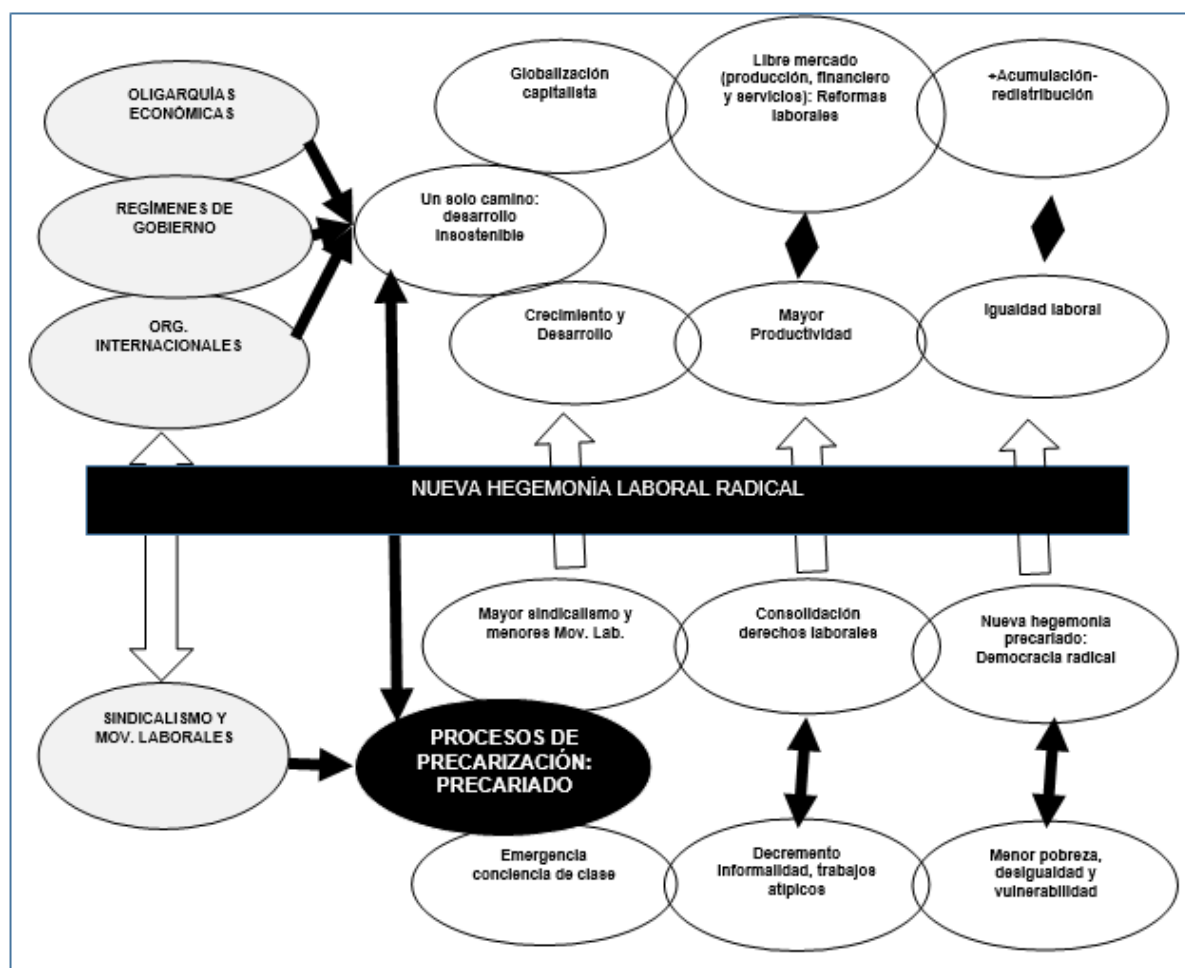 OLIGARQUÍAS
ECONÓMICAS
REGÍMENES DE
GOBIERNO
ORG.
INTERNACIONALES
Un solo camino:
desarrollo
insostenible
Globalización
capitalista
Libre mercado
(producción, financiero
y servicios): Reformas
laborales
+Acumulación-
redistribución
Crecimiento y
Desarrollo
Mayor
Productividad
Igualdad laboral
NUEVA HEGEMONÍA LABORAL RADICAL
Mayor sindicalismo y
menores Mov. Lab.
Consolidación
derechos laborales
Nueva hegemonía
precariado:
Democracia radical
SINDICALISMO Y
MOV. LABORALES
PROCESOS DE
PRECARIZACIÓN:
PRECARIADO
Emergencia
conciencia de clase
Decremento
informalidad, trabajos
atípicos
Menor pobreza,
desigualdad y
vulnerabilidad